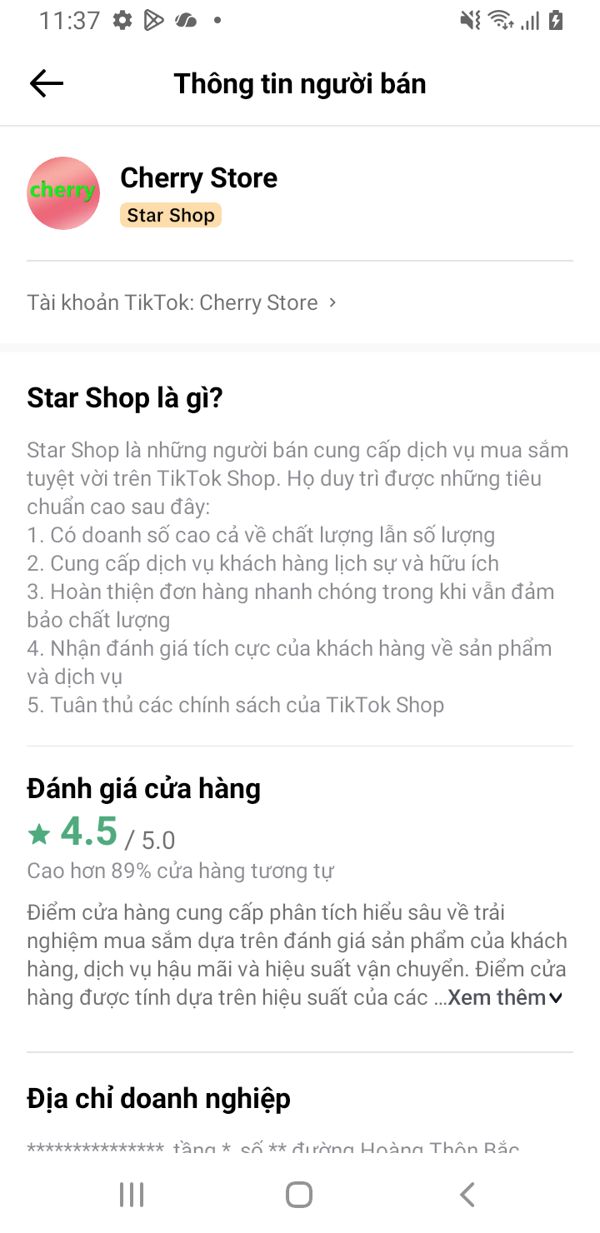 11:37
Thông tin người bán
cherry
Cherry Store
Star Shop
Tài khoản TikTok: Cherry Store
Star Shop là gì?
Star Shop là những người bán cung cấp dịch vụ mua sắm
tuyệt vời trên TikTok Shop. Họ duy trì được những tiêu
chuẩn cao sau đây:
1. Có doanh số cao cả về chất lượng lẫn số lượng
2. Cung cấp dịch vụ khách hàng lịch sự và hữu ích
3. Hoàn thiện đơn hàng nhanh chóng trong khi vẫn đảm
bảo chất lượng
4. Nhận đánh giá tích cực của khách hàng về sản phẩm
và dịch vụ
5. Tuân thủ các chính sách của TikTok Shop
Đánh giá cửa hàng
4.5 / 5.0
Cao hơn 89% cửa hàng tương tự
Điểm cửa hàng cung cấp phân tích hiểu sâu về trải
nghiệm mua sắm dựa trên đánh giá sản phẩm của khách
hàng, dịch vụ hậu mãi và hiệu suất vận chuyển. Điểm cửa
hàng được tính dựa trên hiệu suất của các ...Xem thêm
Địa chỉ doanh nghiệp
***************, tầng *, số ** đường Hoàng Thôn Bắc